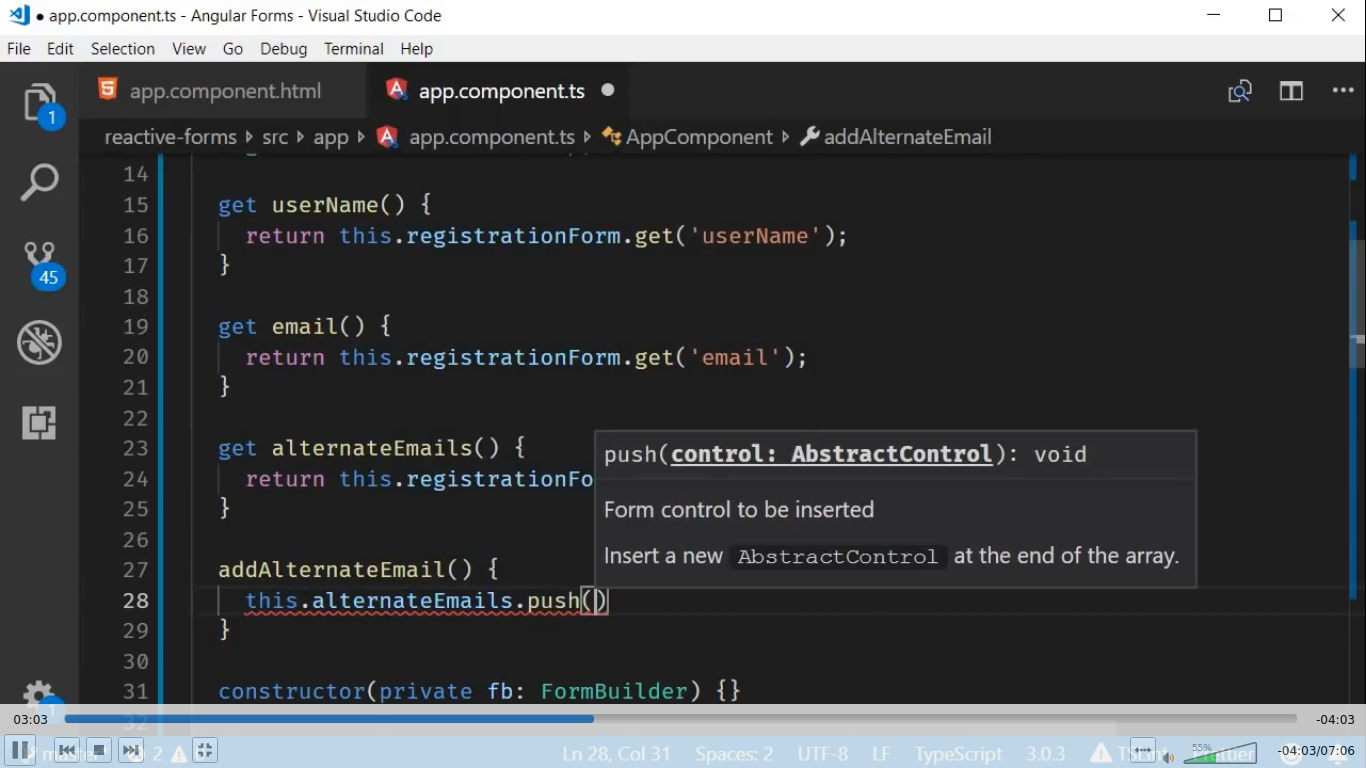 ● app.component.ts - Angular Forms - Visual Studio Code
File Edit Selection View Go Debug Terminal Help
app.component.html app.component.ts
1
reactive-forms src app app.component.ts AppComponent addAlternateEmail
14
15 get userName() {
16 return this.registrationForm.get('userName');
17 }
18
45
19 get email() {
20 return this.registrationForm.get('email');
21 }
22
23 get alternateEmails() {
push(control: AbstractControl): void
24 return this.registrationFo
Form control to be inserted
25 }
26
Insert a new AbstractControl at the end of the array.
27 addAlternateEmail() {
28 this.alternateEmails.push()
29 }
30
31 constructor(private fb: FormBuilder) {}
1
32
03:03 -04:03
2 Ln 28, Col 31 Spaces: 2 UTF-8 LF TypeScript 3.0.3 55% -04:03/07:06